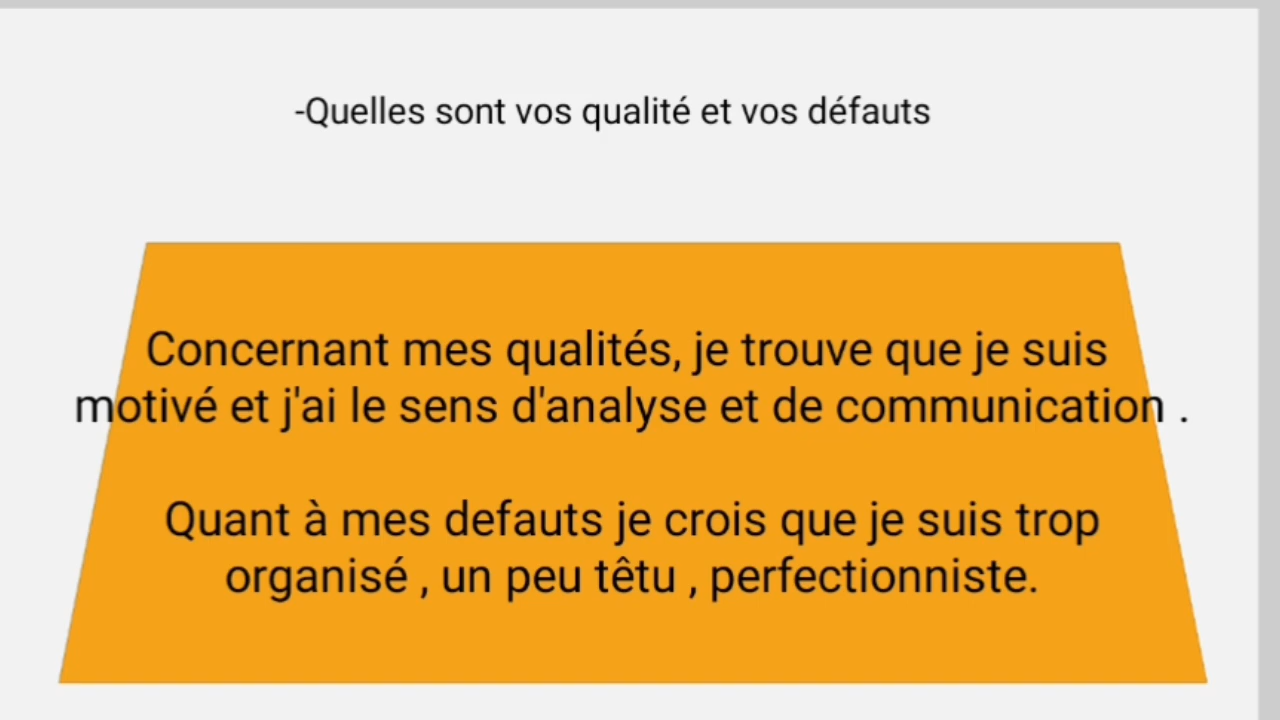 -Quelles sont vos qualité et vos défauts
Concernant mes qualités, je trouve que je suis
motivé et j'ai le sens d'analyse et de communication .
Quant à mes defauts je crois que je suis trop
organisé , un peu têtu , perfectionniste.